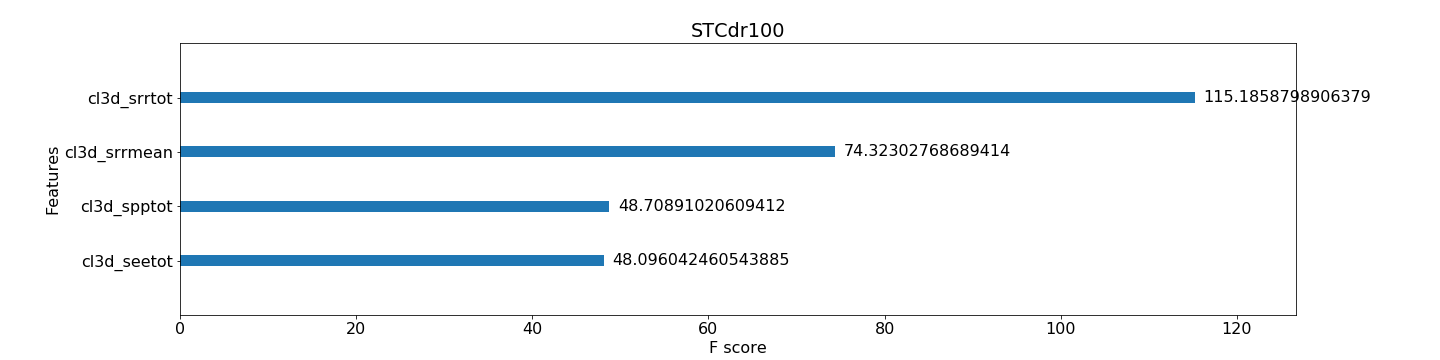 STCdr100
cl3d_srrtot
115.1858798906379
cl3d_srrmean
74.32302768689414
cl3d_spptot
48.70891020609412
cl3d_seetot
48.096042460543885
Features
0 20 40 60 80 100 120
F score